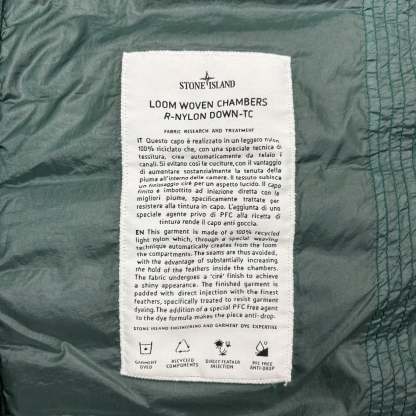 STONE ISLAND
LOOM WOVEN CHAMBERS
R-NYLON DOWN-TC
FABRIC RESEARCH AND TREATMENT
IT Questo capo è realizzato in un leggero nylon
100% riciclato che, con una speciale tecnica di
tessitura, crea automaticamente da telaio i
canali. Si evitano così le cuciture, con il vantaggio
di aumentare sostanzialmente la tenuta della
piuma all'interno delle camere. Il tessuto subisce
un finissaggio ciré per un aspetto lucido. Il capo
finito è imbottito ad iniezione diretta con le
migliori piume, specificamente trattate per
resistere alla tintura in capo. L'aggiunta di uno
speciale agente privo di PFC alla ricetta di
tintura rende il capo anti goccia.
EN This garment is made of a 100% recycled
light nylon which, through a special weaving
technique automatically creates from the loom
the compartments. The seams are thus avoided,
with the advantage of substantially increasing
the hold of the feathers inside the chambers.
The fabric undergoes a 'ciré' finish to achieve
a shiny appearance. The finished garment is
padded with direct injection with the finest
feathers, specifically treated to resist garment
dyeing. The addition of a special PFC free agent
to the dye formula makes the piece anti-drop.
STONE ISLAND ENGINEERING AND GARMENT DYE EXPERTISE
GARMENT DYED
RECYCLED COMPONENTS
DIRECT FEATHER INJECTION
PFC FREE ANTI-DROP